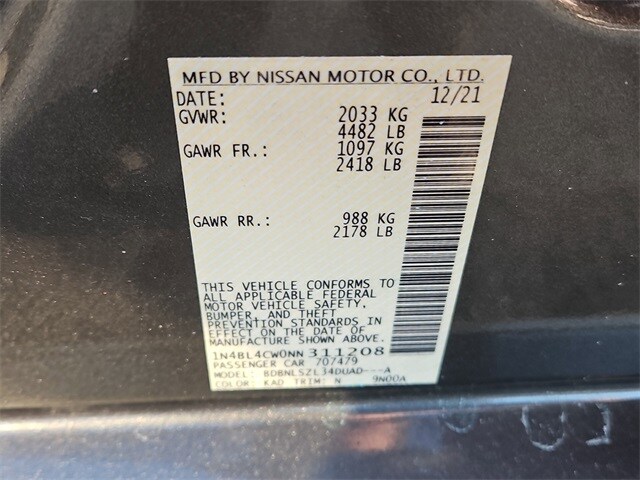 MFD BY NISSAN MOTOR CO., LTD.
DATE: 12/21
GVWR: 2033 KG
4482 LB
GAWR FR.: 1097 KG
2418 LB
GAWR RR.: 988 KG
2178 LB
THIS VEHICLE CONFORMS TO
ALL APPLICABLE FEDERAL
MOTOR VEHICLE SAFETY,
BUMPER, AND THEFT
PREVENTION STANDARDS IN
EFFECT ON THE DATE OF
MANUFACTURE SHOWN ABOVE.
1N4BL4CW0NN 311208
PASSENGER CAR 707479
MODEL: BDBNLSZL34DUAD---A
COLOR: KAD TRIM: N 9N00A